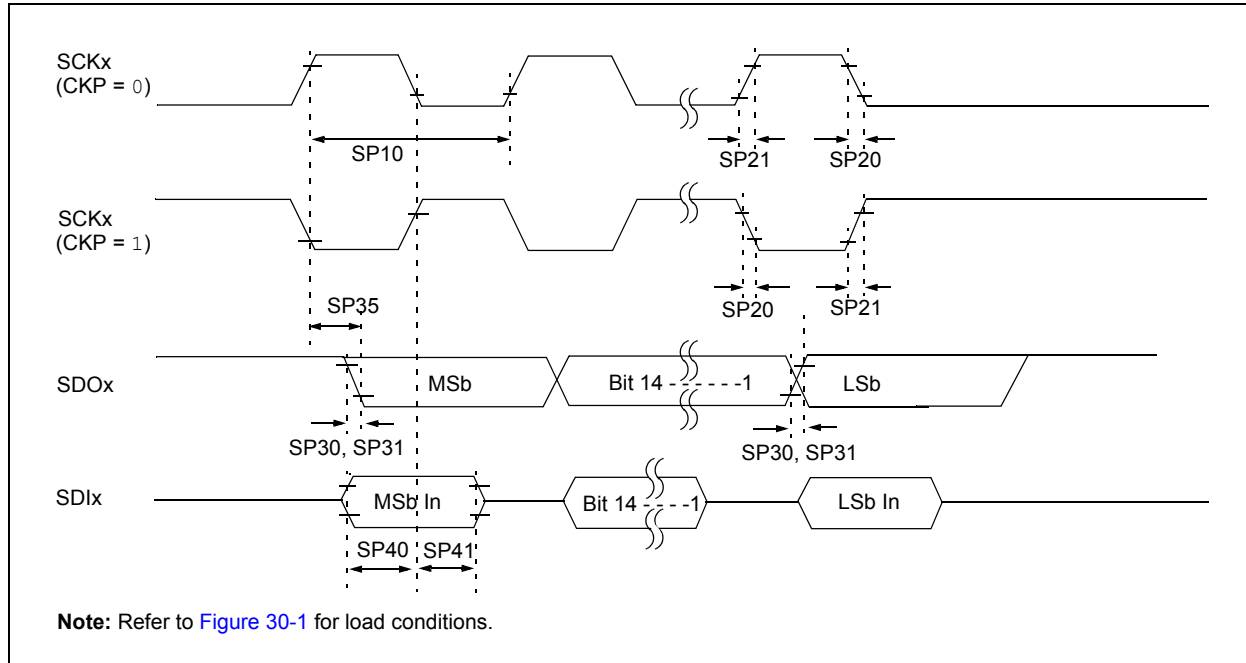 SCKx
(CKP = 0)
SP10
SP21
SP20
SCKx
(CKP = 1)
SP35
SP20
SP21
SDOx
MSb
Bit 14 - - - - - -1
LSb
SP30, SP31
SP30, SP31
SDIx
MSb In
Bit 14 - - - -1
LSb In
SP40
SP41
Note: Refer to Figure 30-1 for load conditions.